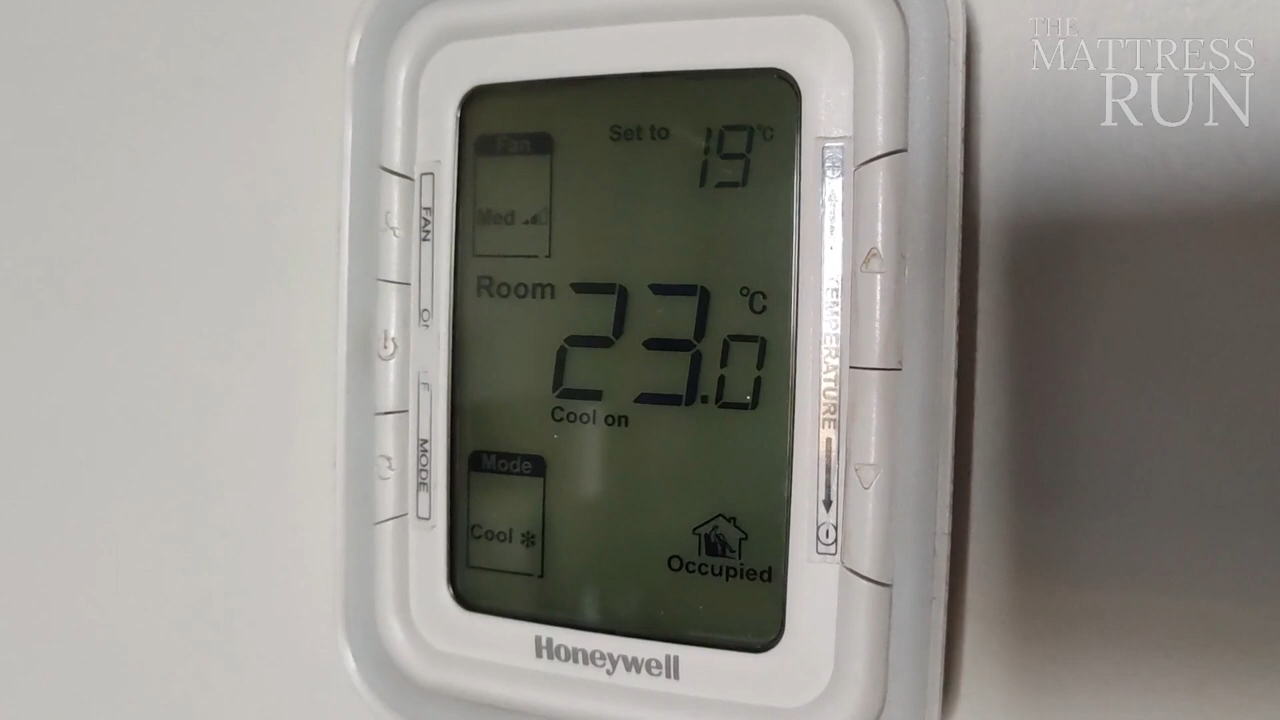 THE
MATTRESS
RUN
Fan
Set to 19°C
Med
Room 23.0 °C
Cool on
Mode
Cool
Occupied
FAN
MODE
TEMPERATURE
Honeywell